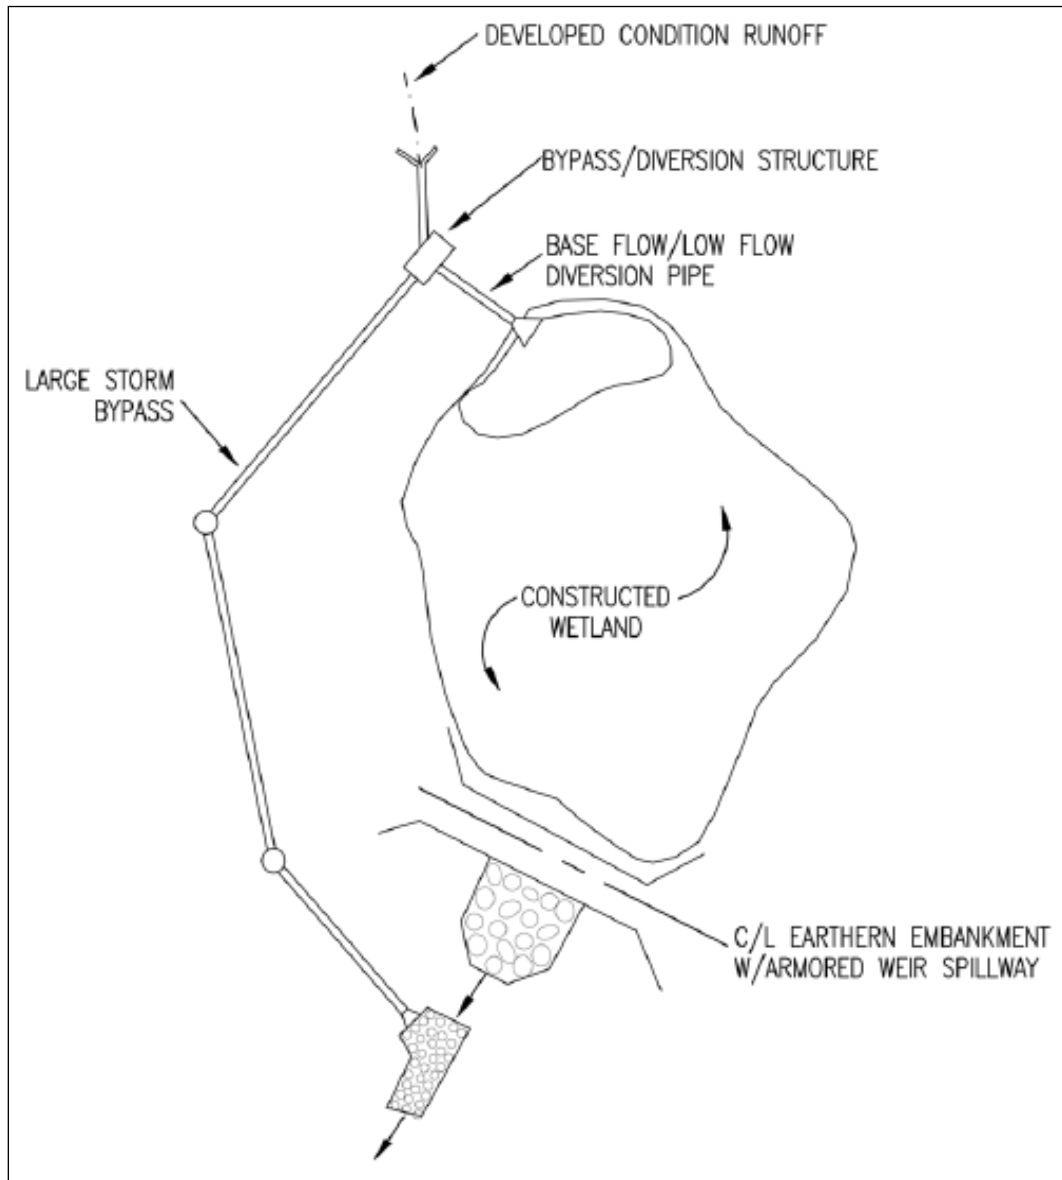 DEVELOPED CONDITION RUNOFF
BYPASS/DIVERSION STRUCTURE
BASE FLOW/LOW FLOW
DIVERSION PIPE
LARGE STORM
BYPASS
CONSTRUCTED
WETLAND
C/L EARTHERN EMBANKMENT
W/ARMORED WEIR SPILLWAY